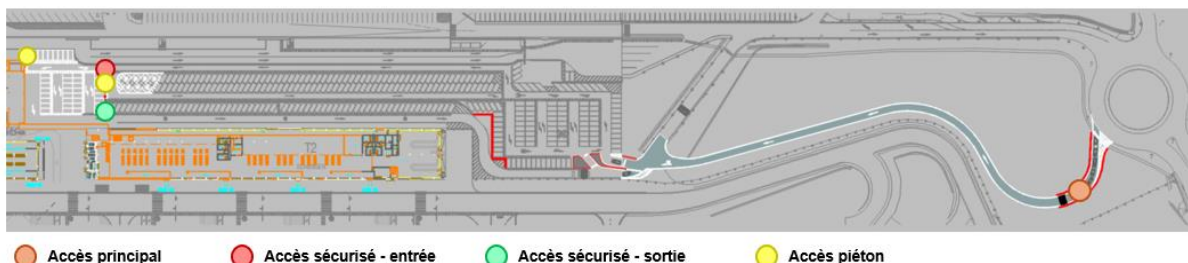 T2
Accès principal
Accès sécurisé - entrée
Accès sécurisé - sortie
Accès piéton